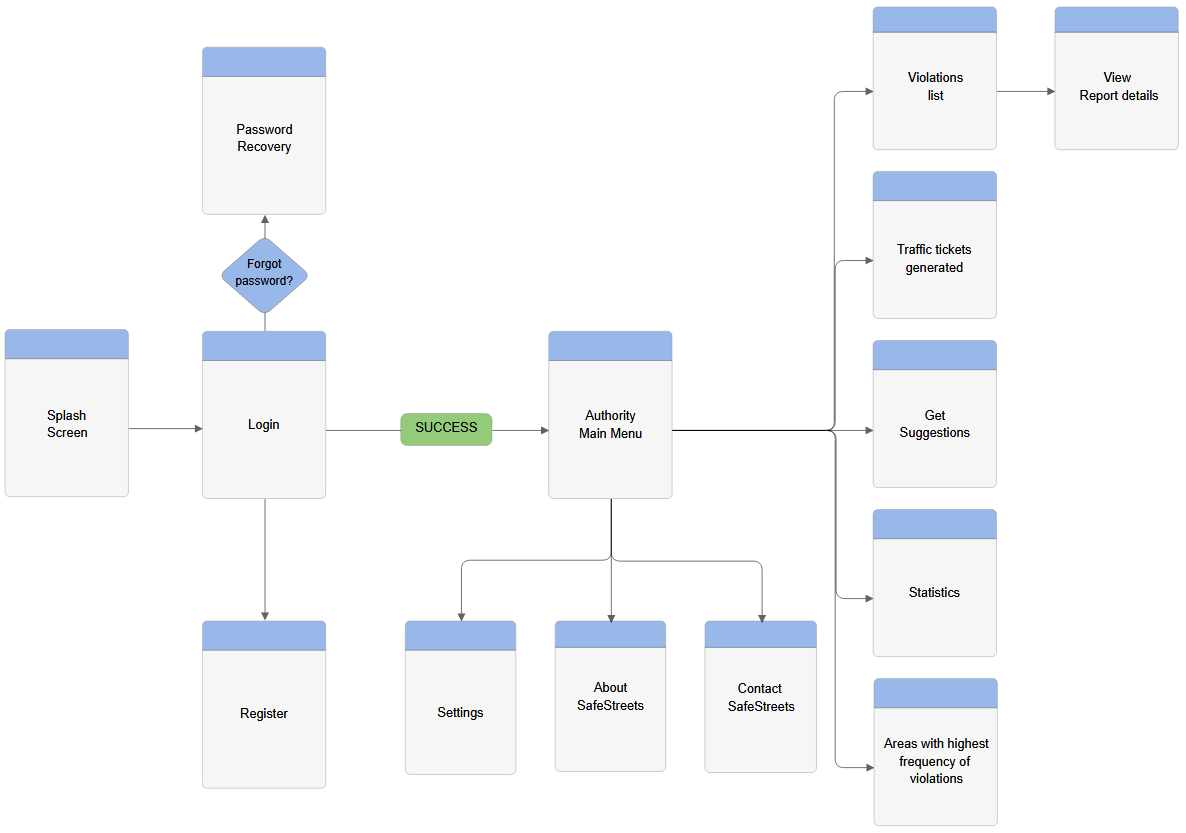 Violations
list
View
Report details
Password
Recovery
Forgot
password?
Traffic tickets
generated
Splash
Screen
Login
SUCCESS
Authority
Main Menu
Get
Suggestions
Statistics
Register
Settings
About
SafeStreets
Contact
SafeStreets
Areas with highest
frequency of
violations